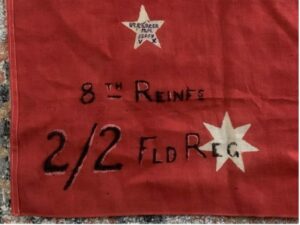 8TH REINFS
2/2 FLD REG